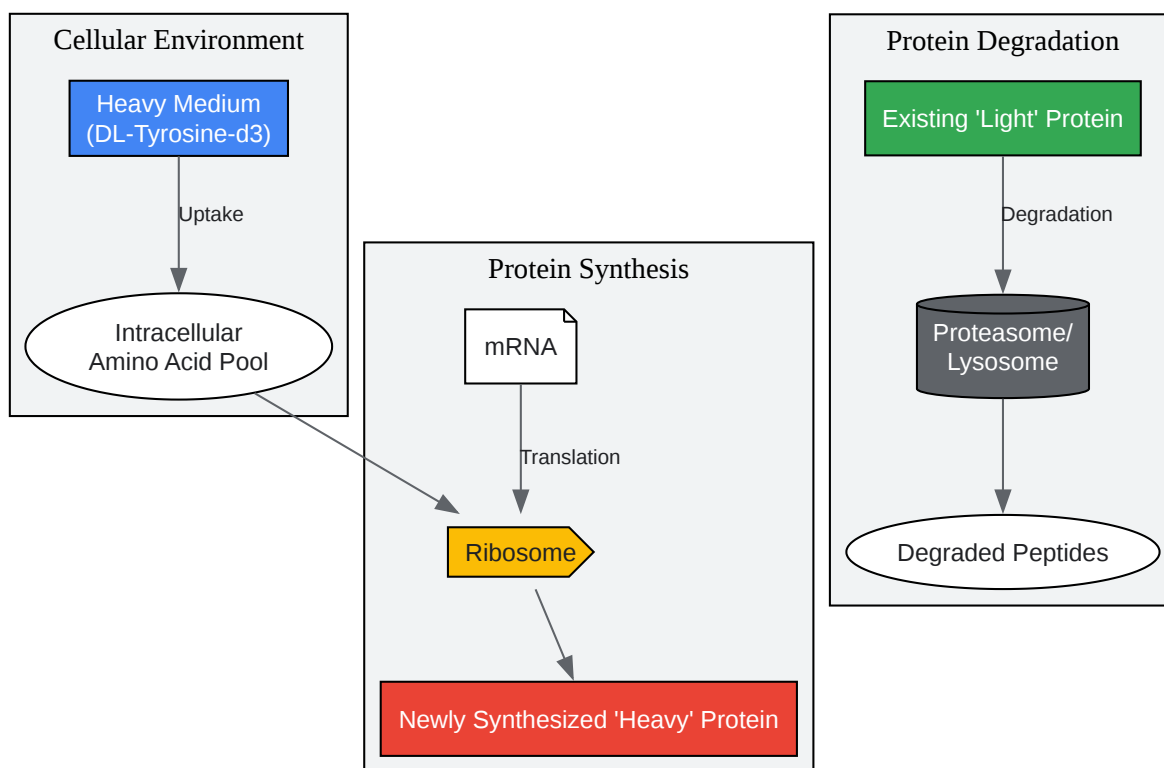 Cellular Environment
Heavy Medium
(DL-Tyrosine-d3)
Uptake
Intracellular
Amino Acid Pool
Protein Synthesis
mRNA
Translation
Ribosome
Newly Synthesized 'Heavy' Protein
Protein Degradation
Existing 'Light' Protein
Degradation
Proteasome/
Lysosome
Degraded Peptides